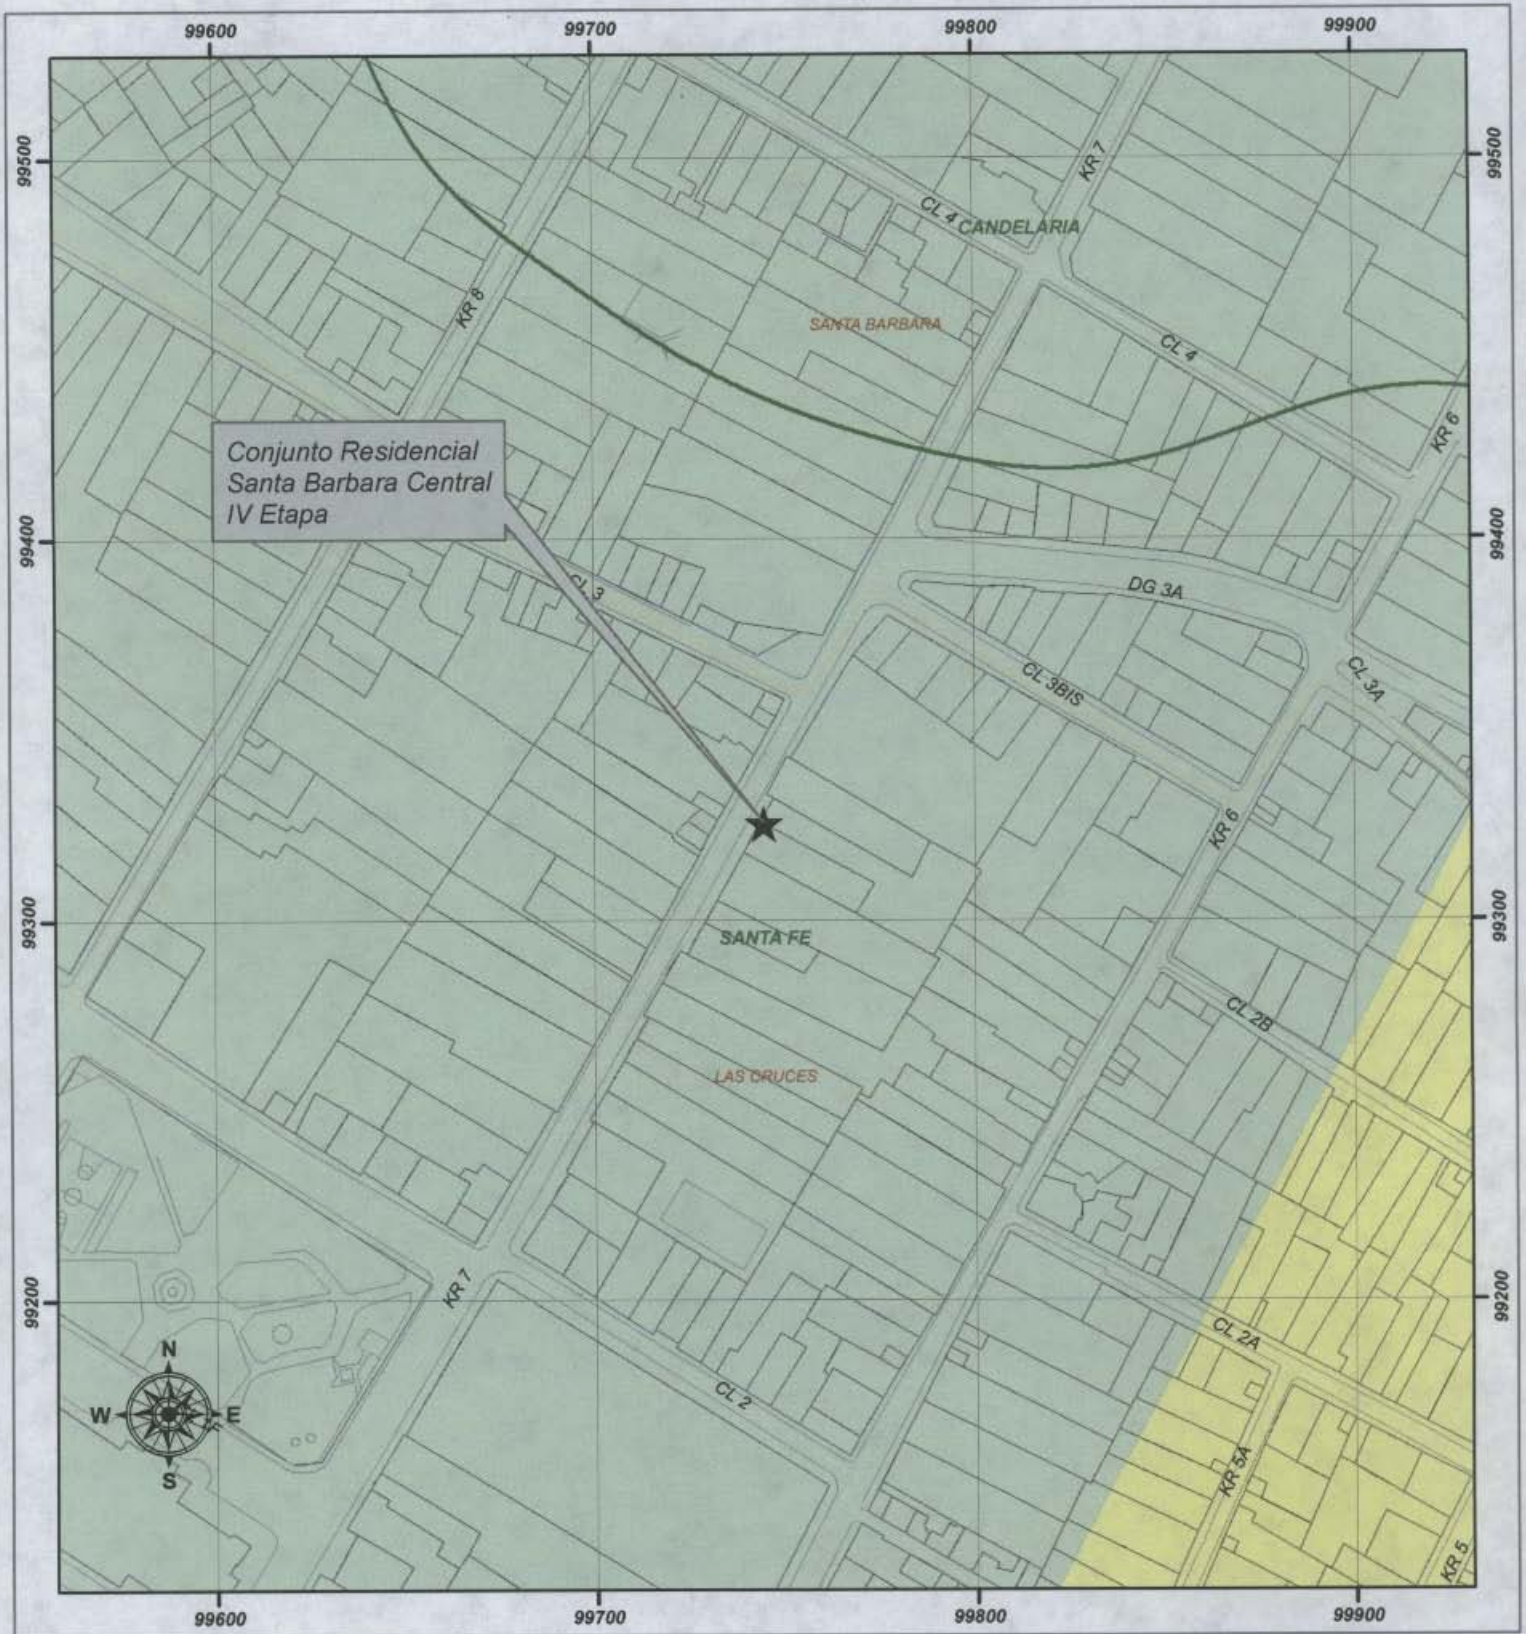 99600
99700
99800
99900
99500
99500
KR 7
CL 4
CANDELARIA
KR 8
SANTA BARBARA
CL 4
KR 6
Conjunto Residencial
Santa Barbara Central
IV Etapa
99400
99400
CL 3
DG 3A
CL 3BIS
CL 3A
KR 6
99300
99300
SANTA FE
CL 2B
LAS CRUCES
KR 7
99200
99200
CL 2A
N
W
E
S
CL 2
KR 5A
KR 5
99600
99700
99800
99900